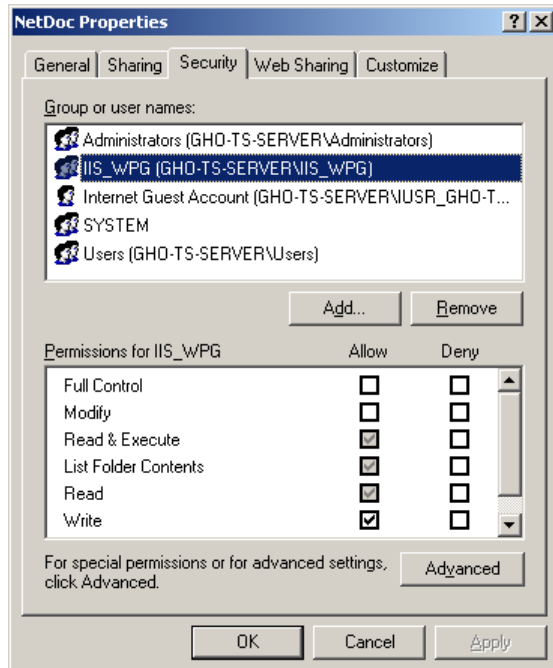 NetDoc Properties
General Sharing Security Web Sharing Customize
Group or user names:
Administrators (GHO-TS-SERVER\Administrators)
IIS_WPG (GHO-TS-SERVER\IIS_WPG)
Internet Guest Account (GHO-TS-SERVER\IUSR_GHO-T...
SYSTEM
Users (GHO-TS-SERVER\Users)
Add... Remove
Permissions for IIS_WPG Allow Deny
Full Control
Modify
Read & Execute
List Folder Contents
Read
Write
For special permissions or for advanced settings,
click Advanced.
Advanced
OK Cancel Apply